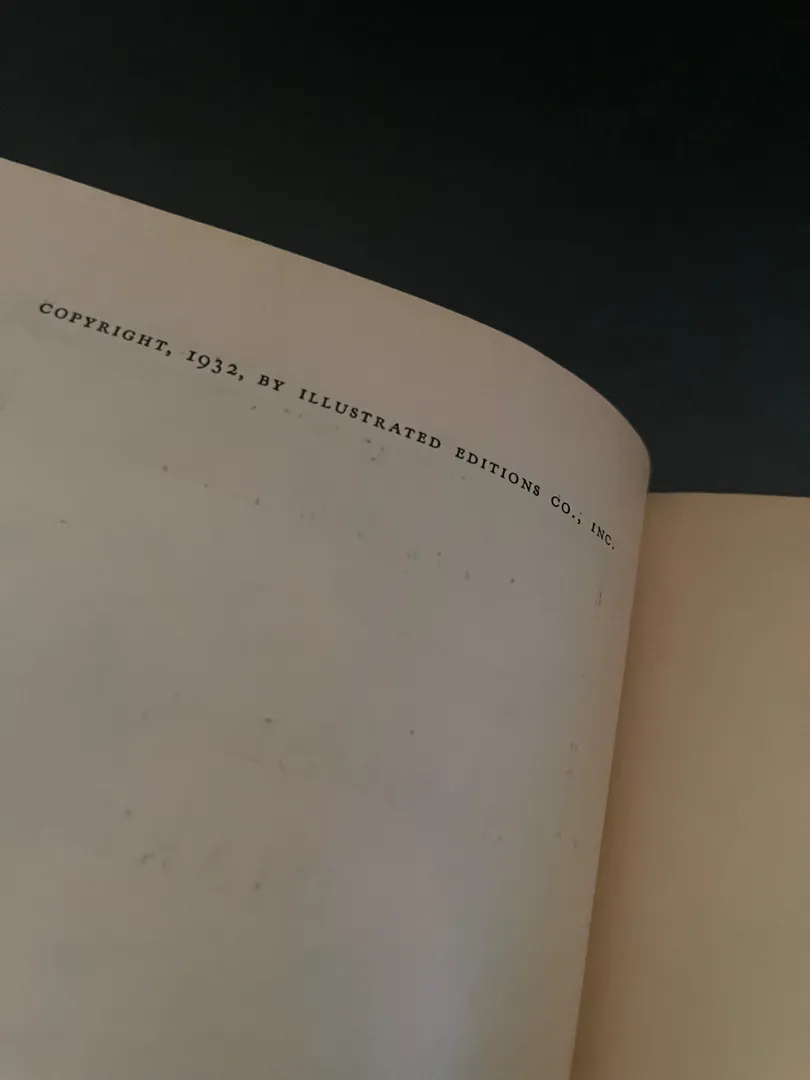 COPYRIGHT, 1932, BY ILLUSTRATED EDITIONS CO., INC.